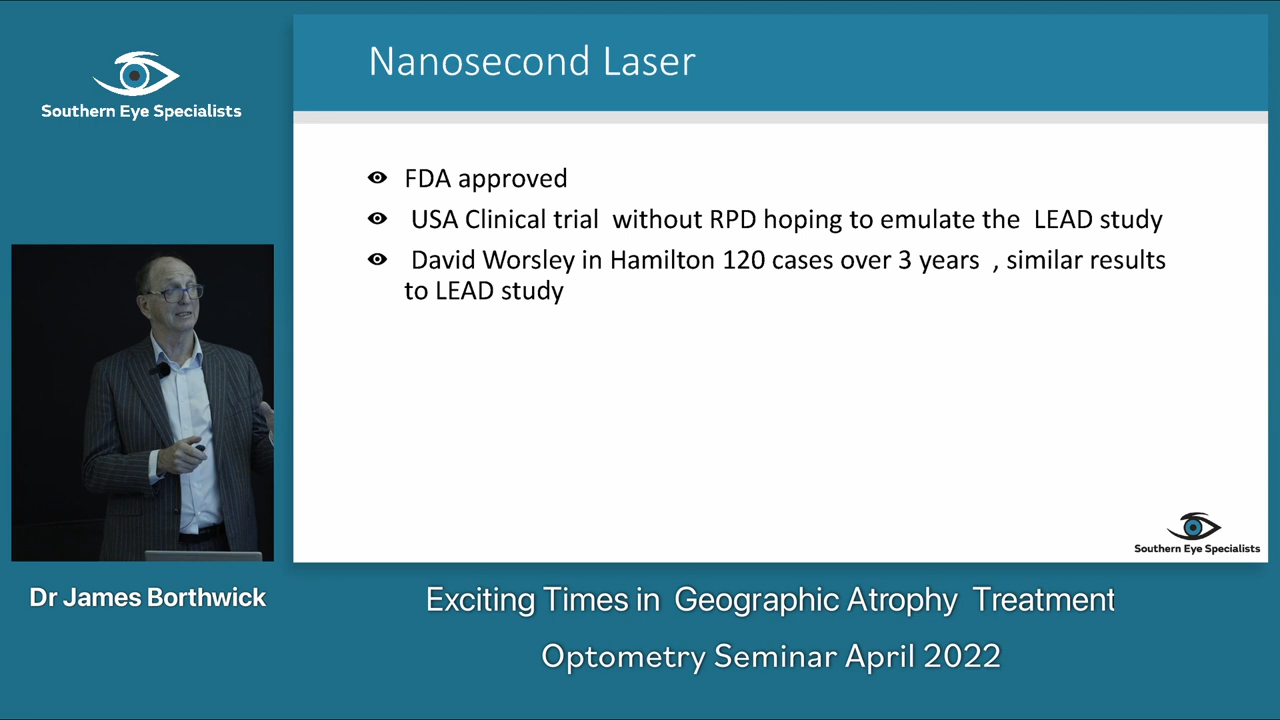 Southern Eye Specialists
Nanosecond Laser
FDA approved
USA Clinical trial without RPD hoping to emulate the LEAD study
David Worsley in Hamilton 120 cases over 3 years , similar results
to LEAD study
Southern Eye Specialists
Dr James Borthwick
Exciting Times in Geographic Atrophy Treatment
Optometry Seminar April 2022